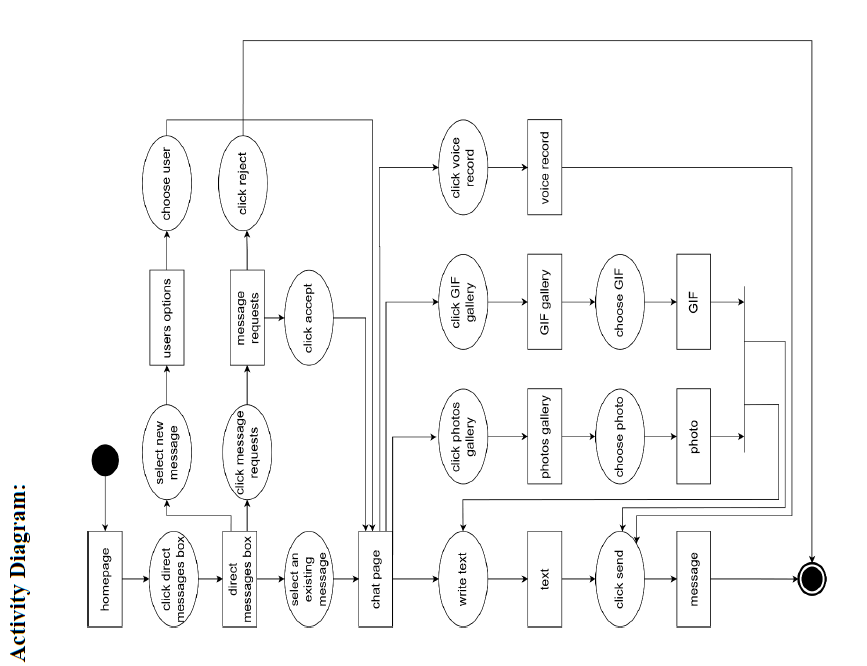 Activity Diagram:
homepage
click direct
messages box
direct
messages box
select new
message
users options
choose user
click message
requests
message
requests
click reject
click accept
select an
existing
message
chat page
write text
text
click send
message
click photos
gallery
photos gallery
choose photo
photo
click GIF
gallery
GIF gallery
choose GIF
GIF
click voice
record
voice record